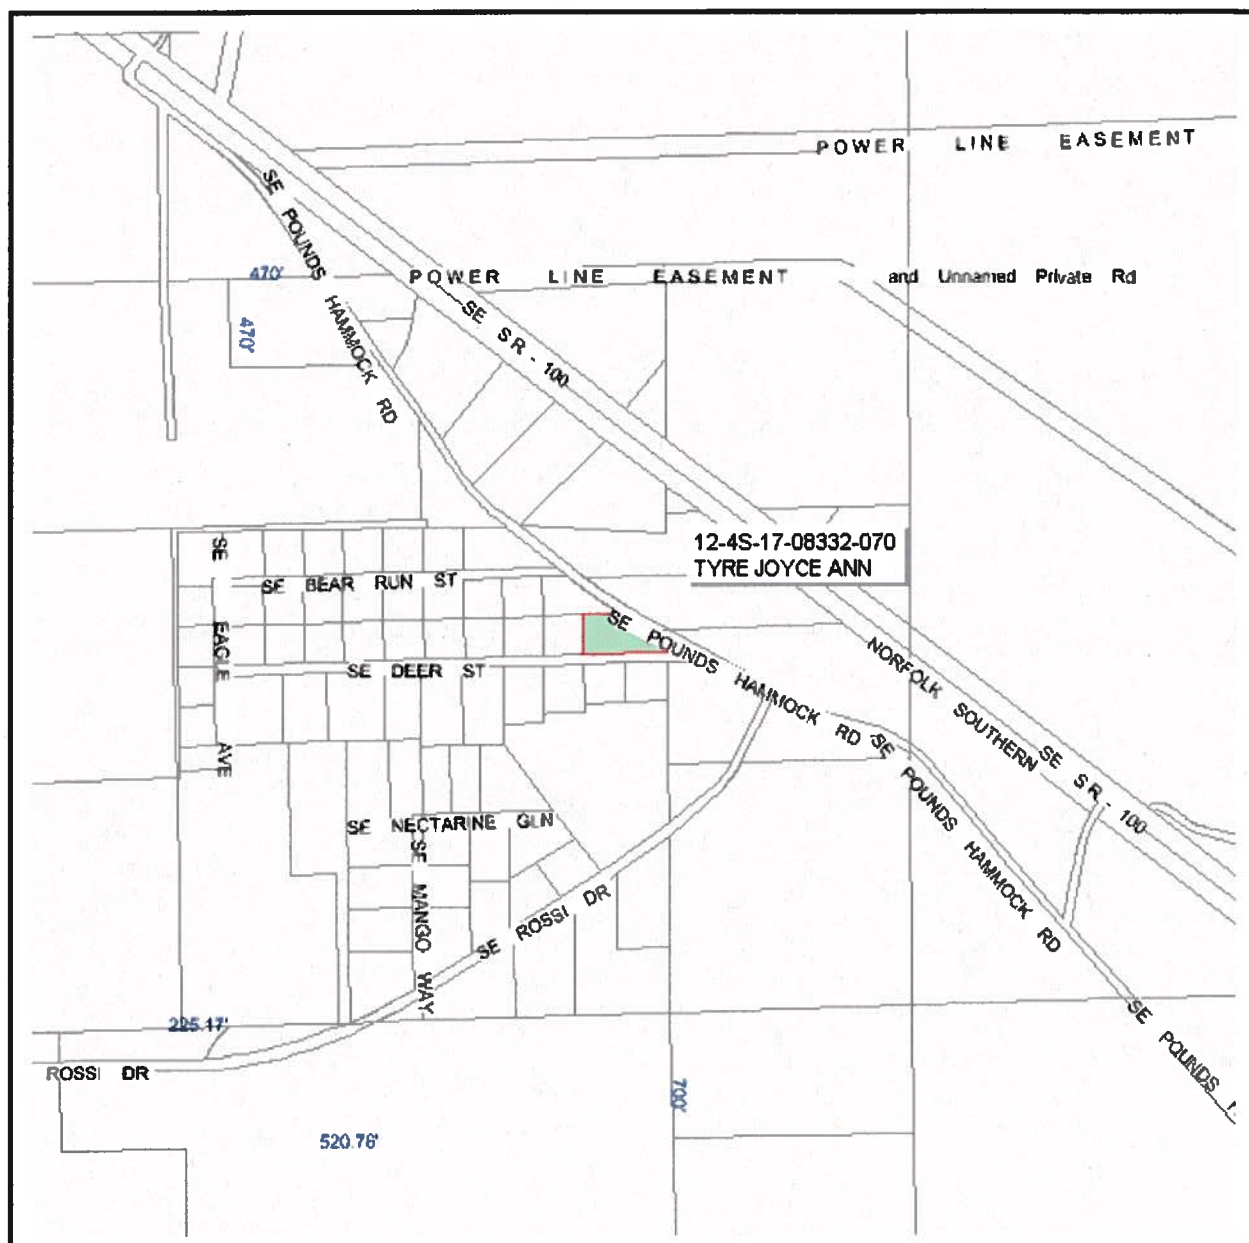 POWER LINE EASEMENT
SE POUNDS HAMMOCK RD
470'
POWER LINE EASEMENT and Unnamed Private Rd
470'
SE SR - 100
12-4S-17-08332-070
TYRE JOYCE ANN
SE EAGLE AVE
SE BEAR RUN ST
SE POUNDS HAMMOCK RD
SE DEER ST
NORFOLK SOUTHERN
SE POUNDS HAMMOCK RD
SE SR - 100
SE NECTARINE GLN
SE MANGO WAY
SE ROSSI DR
225.17'
SE POUNDS
ROSSI DR
700'
520.76'